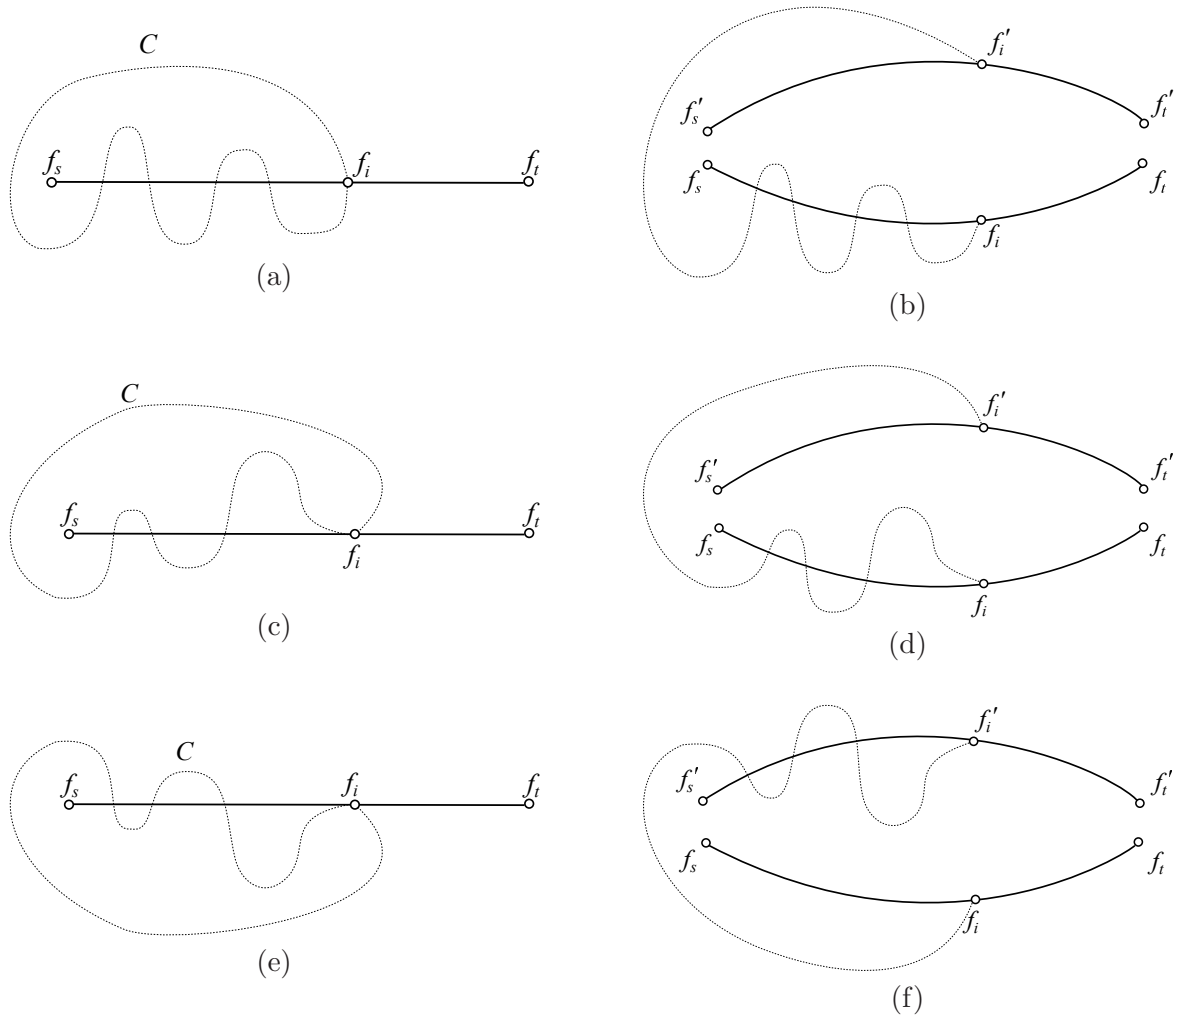 C
f_s f_i f_t
(a)
f_i'
f_s' f_t'
f_s f_t
f_i
(b)
C
f_s f_t
f_i
(c)
f_i'
f_s' f_t'
f_s f_t
f_i
(d)
C
f_s f_i f_t
(e)
f_i'
f_s' f_t'
f_s f_t
f_i
(f)